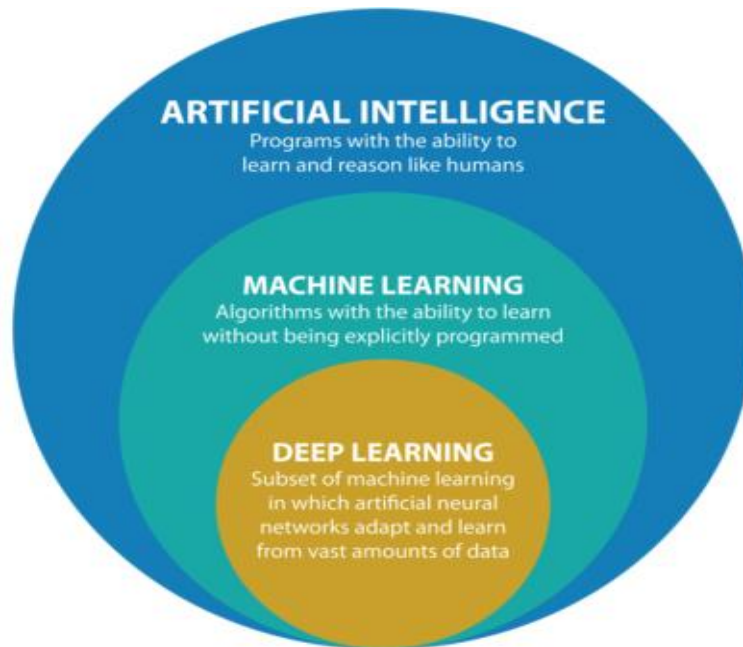 ARTIFICIAL INTELLIGENCE
Programs with the ability to
learn and reason like humans
MACHINE LEARNING
Algorithms with the ability to learn
without being explicitly programmed
DEEP LEARNING
Subset of machine learning
in which artificial neural
networks adapt and learn
from vast amounts of data